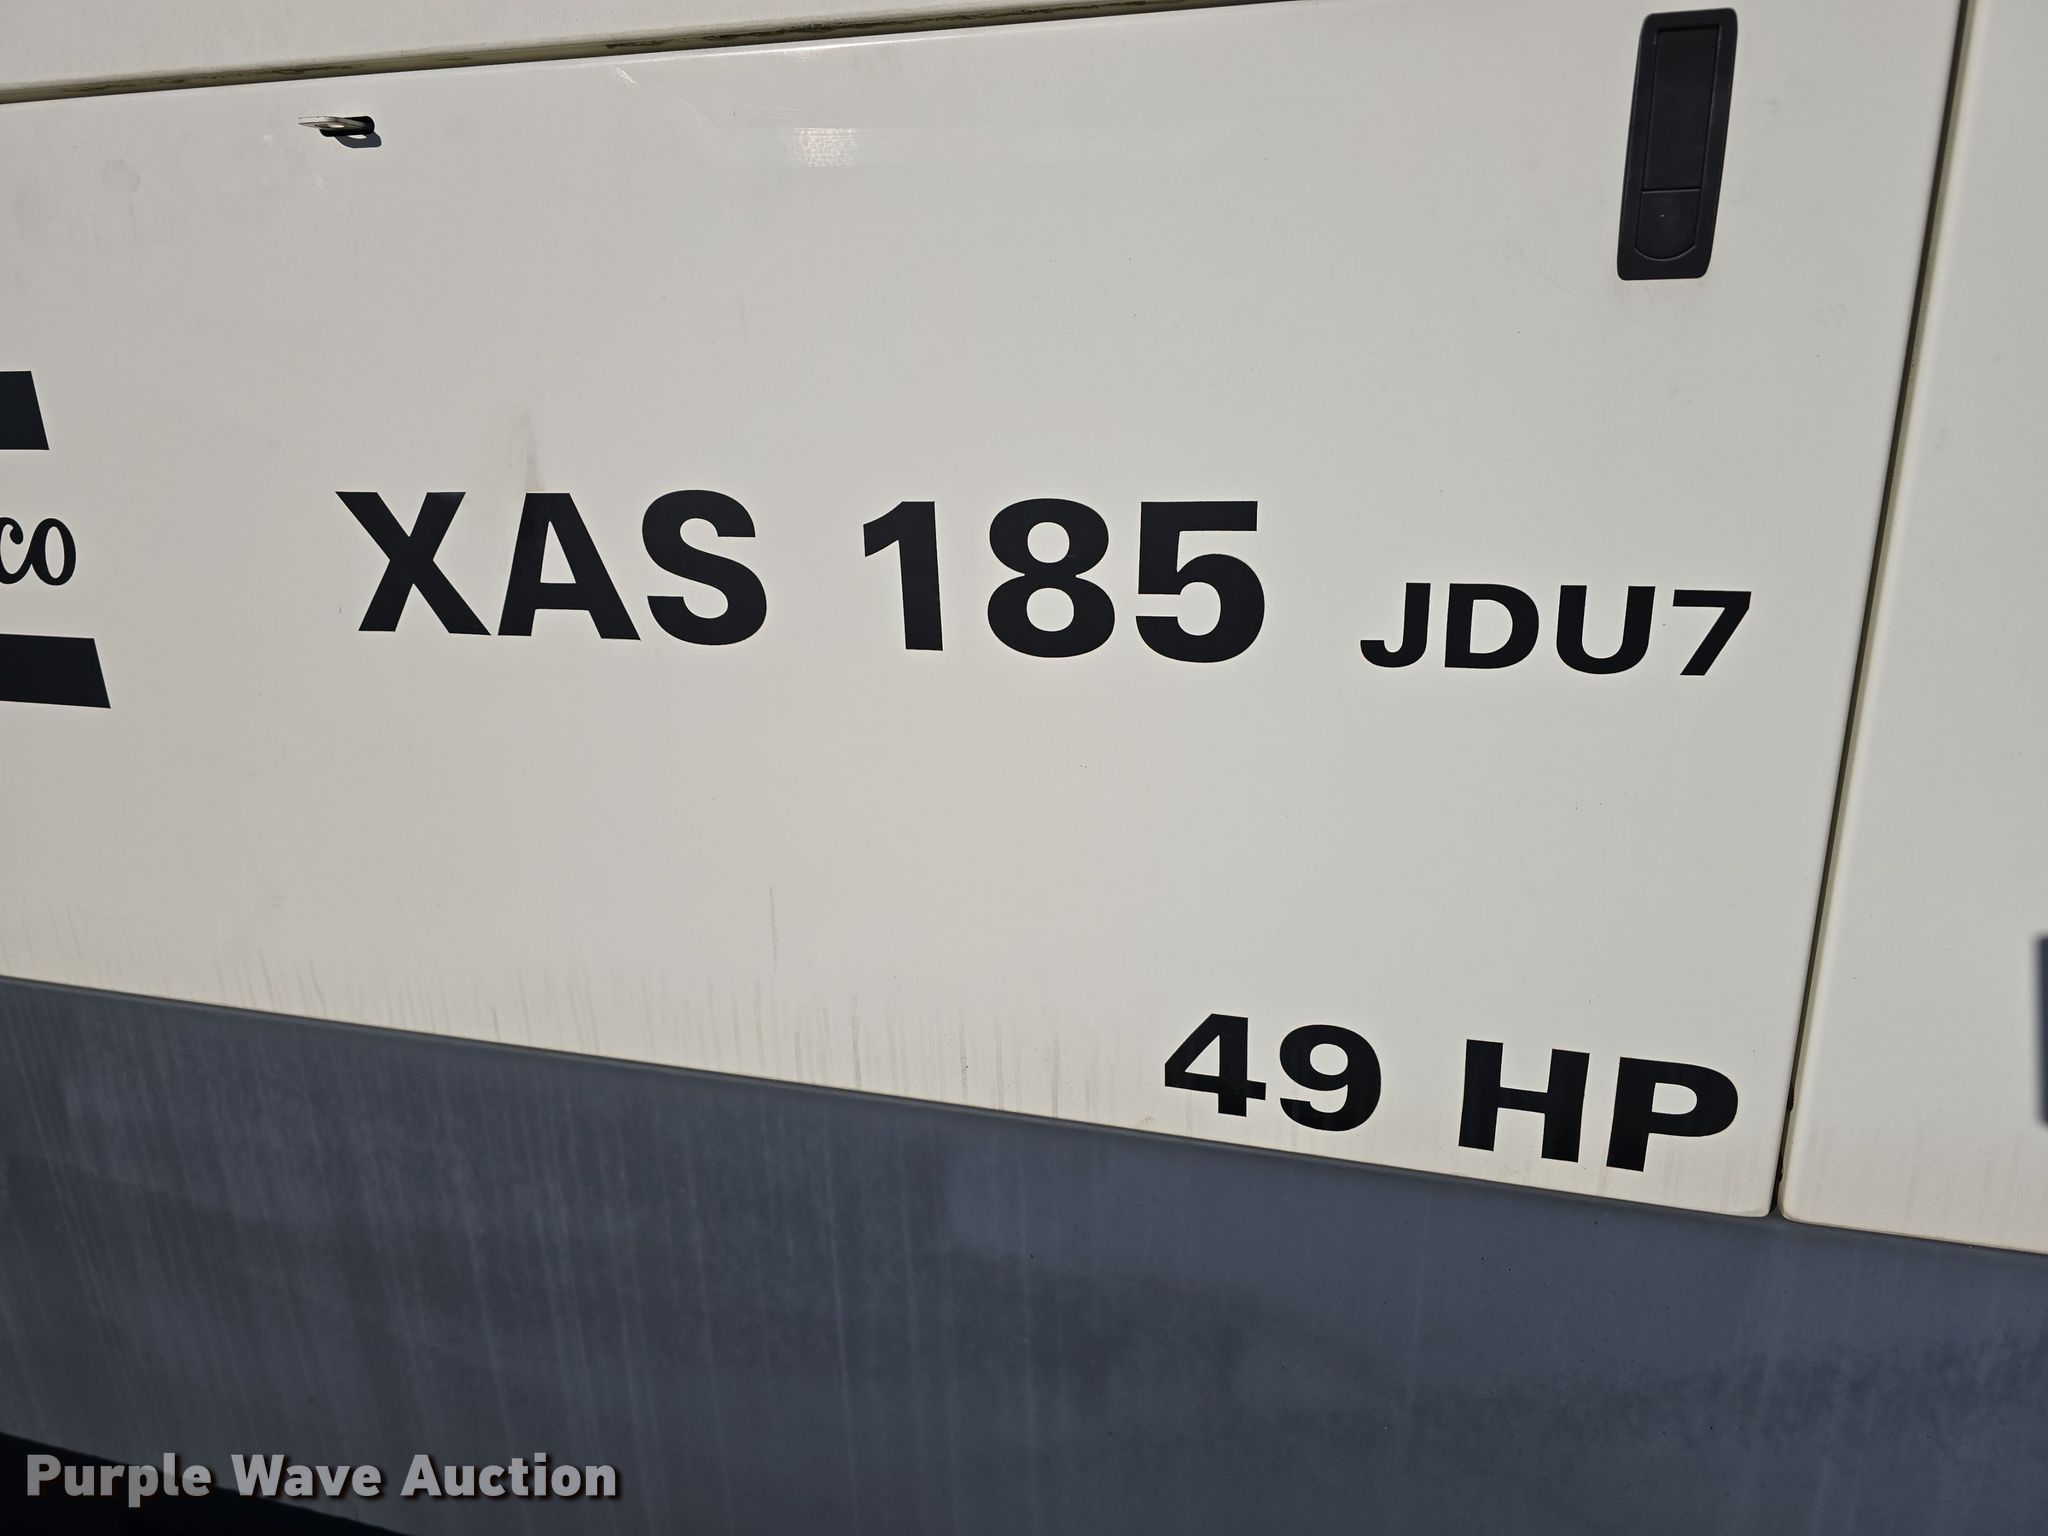 co
XAS 185 JDU7
49 HP
Purple Wave Auction